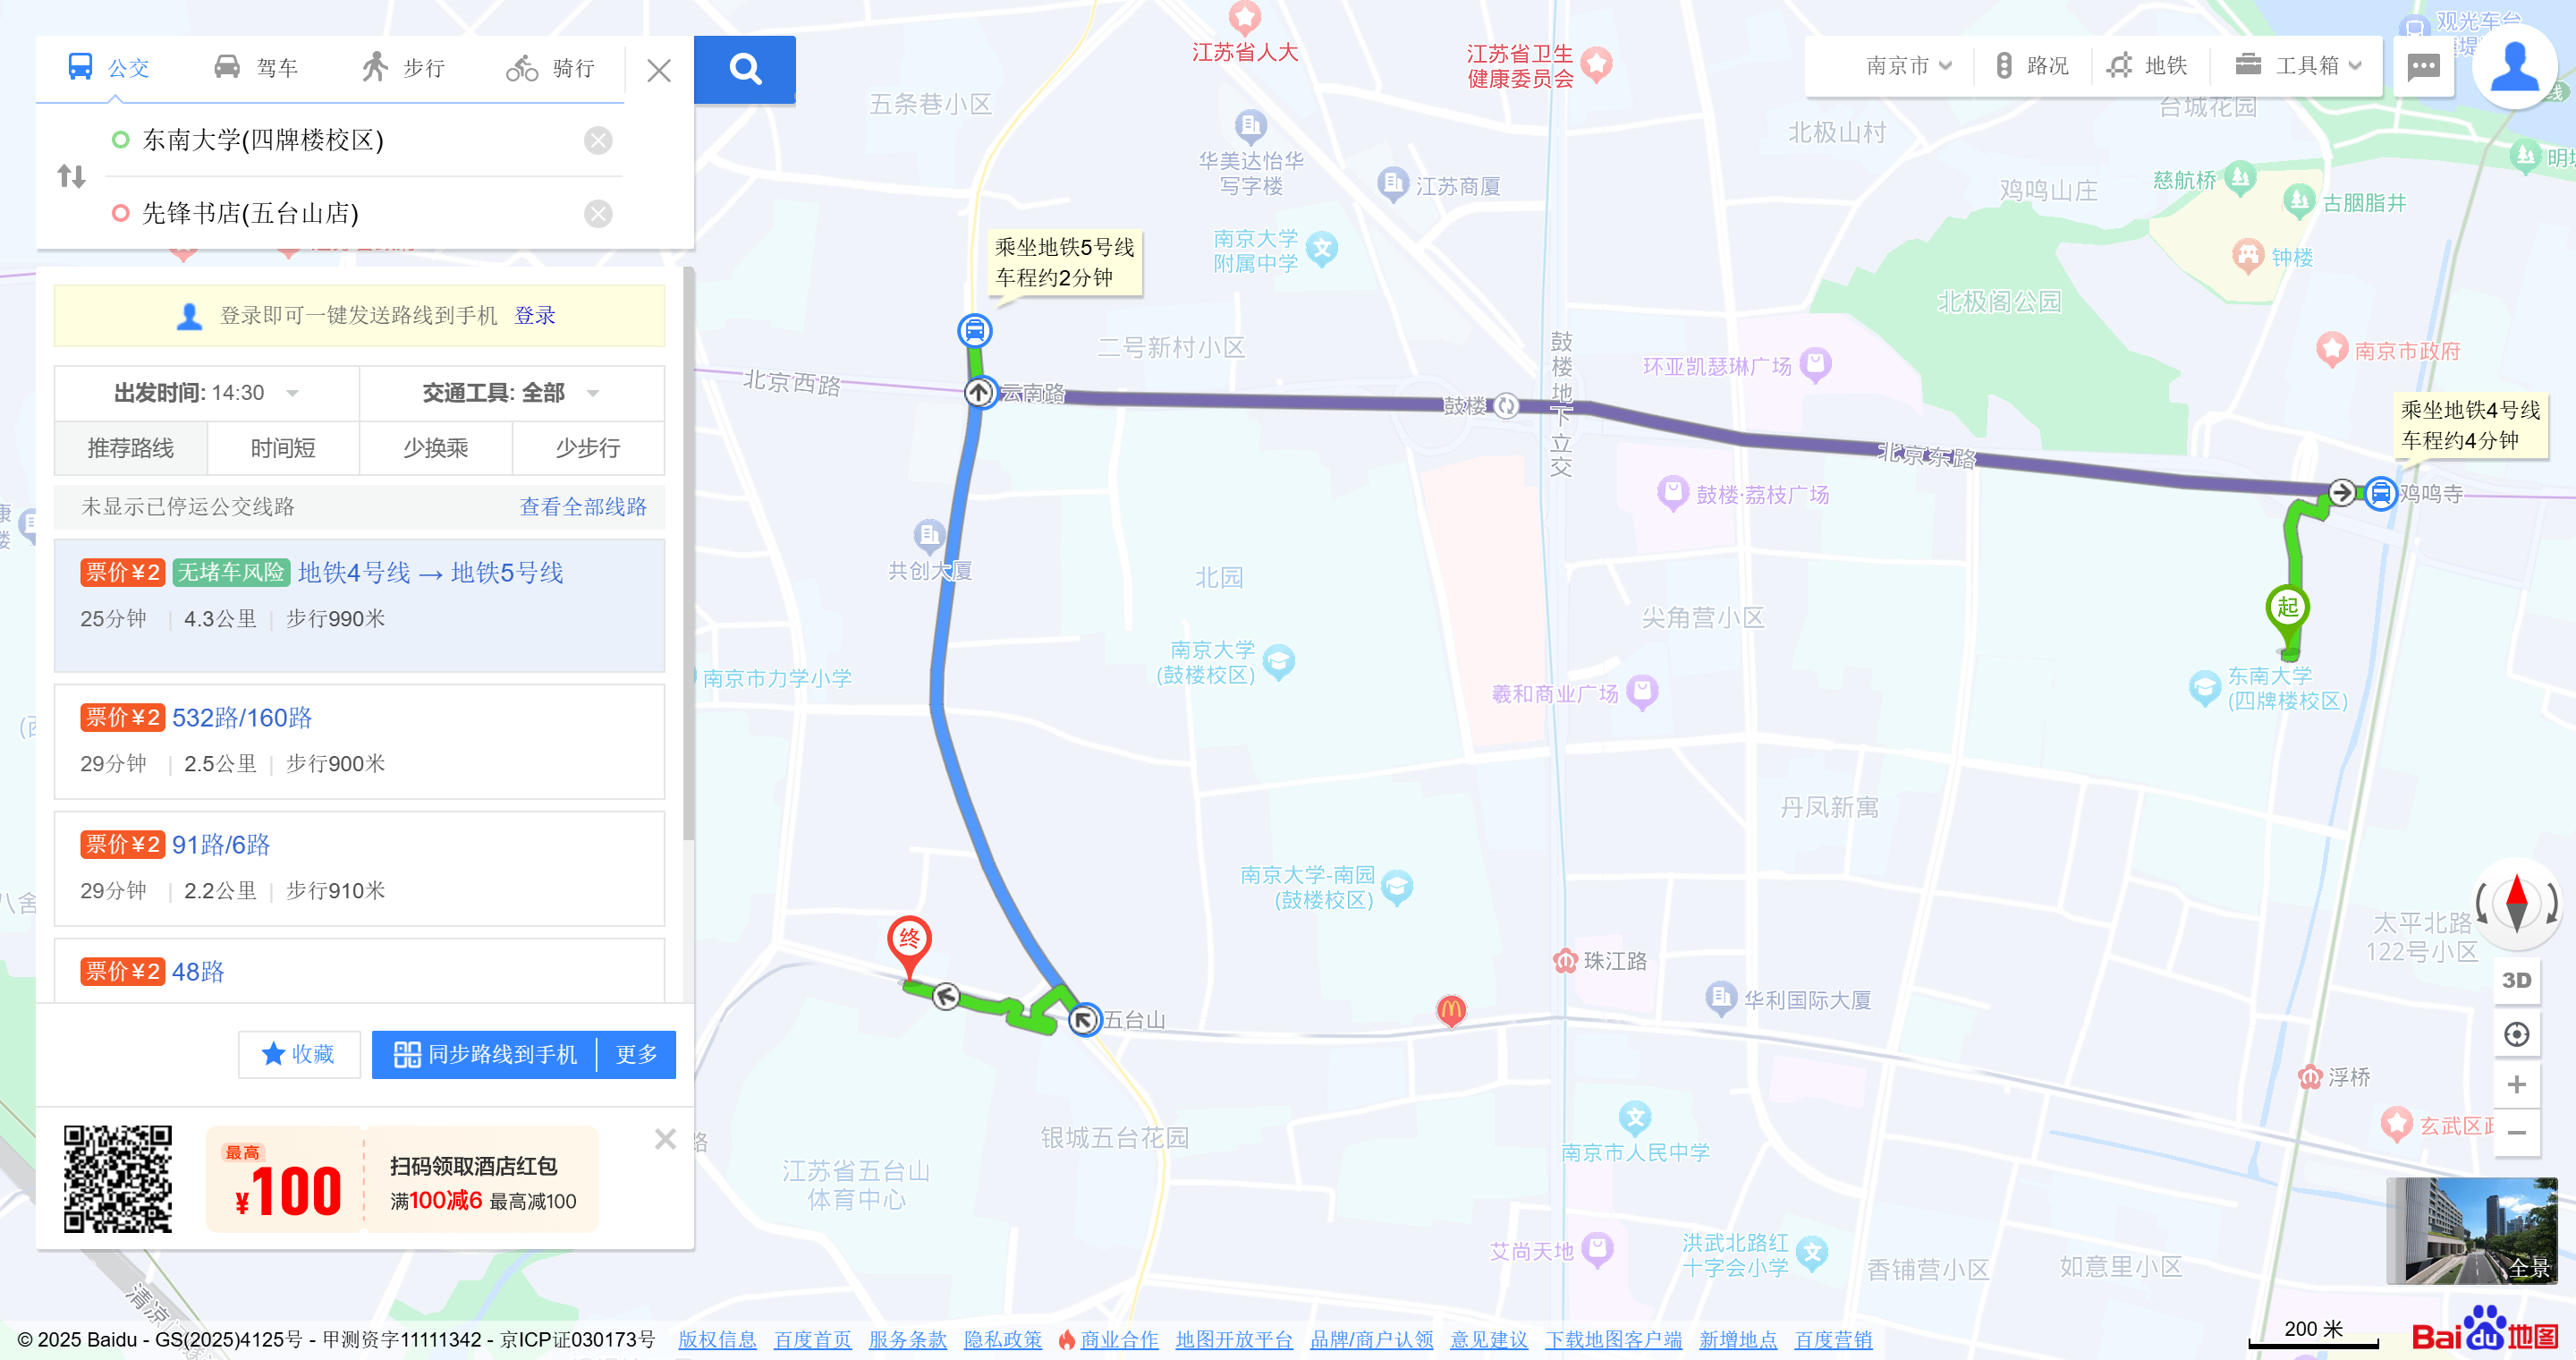 公交
驾车
步行
骑行
东南大学(四牌楼校区)
先锋书店(五台山店)
登录即可一键发送路线到手机 登录
出发时间: 14:30
交通工具: 全部
推荐路线
时间短
少换乘
少步行
未显示已停运公交线路
查看全部线路
票价¥2 无堵车风险 地铁4号线 → 地铁5号线
25分钟 | 4.3公里 | 步行990米
票价¥2 532路/160路
29分钟 | 2.5公里 | 步行900米
票价¥2 91路/6路
29分钟 | 2.2公里 | 步行910米
票价¥2 48路
收藏
同步路线到手机
更多
最高
¥100
扫码领取酒店红包
满100减6 最高减100
南京市
路况
地铁
工具箱
观光车台
江苏省人大
江苏省卫生
健康委员会
五条巷小区
华美达怡华
写字楼
江苏商厦
北极山村
台城花园
鸡鸣山庄
慈航桥
古胭脂井
钟楼
南京大学
附属中学
乘坐地铁5号线
车程约2分钟
二号新村小区
鼓楼地下立交
环亚凯瑟琳广场
北极阁公园
南京市政府
北京西路
云南路
鼓楼
北京东路
乘坐地铁4号线
车程约4分钟
鸡鸣寺
鼓楼·荔枝广场
共创大厦
北园
尖角营小区
起
南京市力学小学
南京大学
(鼓楼校区)
羲和商业广场
东南大学
(四牌楼校区)
丹凤新寓
南京大学-南园
(鼓楼校区)
终
太平北路
122号小区
珠江路
华利国际大厦
五台山
浮桥
玄武区政
银城五台花园
南京市人民中学
江苏省五台山
体育中心
艾尚天地
洪武北路红
十字会小学
香铺营小区
如意里小区
3D
全景
200 米
Bai du 地图
© 2025 Baidu - GS(2025)4125号 - 甲测资字11111342 - 京ICP证030173号 版权信息 百度首页 服务条款 隐私政策 商业合作 地图开放平台 品牌/商户认领 意见建议 下载地图客户端 新增地点 百度营销